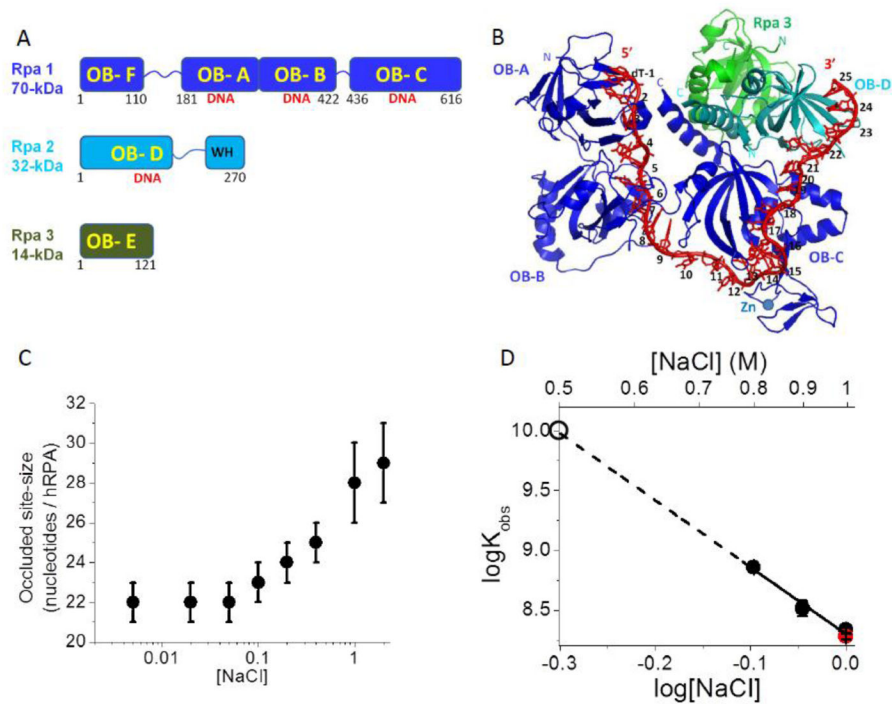 A
Rpa 1
70-kDa
OB- F
OB- A
OB- B
OB- C
1
110
181
DNA
DNA
422
436
DNA
616
Rpa 2
32-kDa
OB- D
WH
1
DNA
270
Rpa 3
14-kDa
OB- E
1
121
B
OB-A
N
5'
dT-1
2
3
4
5
6
7
8
9
10
11
12
13
14
15
16
17
18
19
20
21
22
23
24
25
C
C
C
N
N
Rpa 3
3'
OB-D
OB-B
OB-C
Zn
C
Occluded site-size
(nucleotides / hRPA)
32
30
28
26
24
22
20
0.01
0.1
1
[NaCl]
D
[NaCl] (M)
0.5
0.6
0.7
0.8
0.9
1
logK_obs
10.0
9.5
9.0
8.5
-0.3
-0.2
-0.1
0.0
log[NaCl]